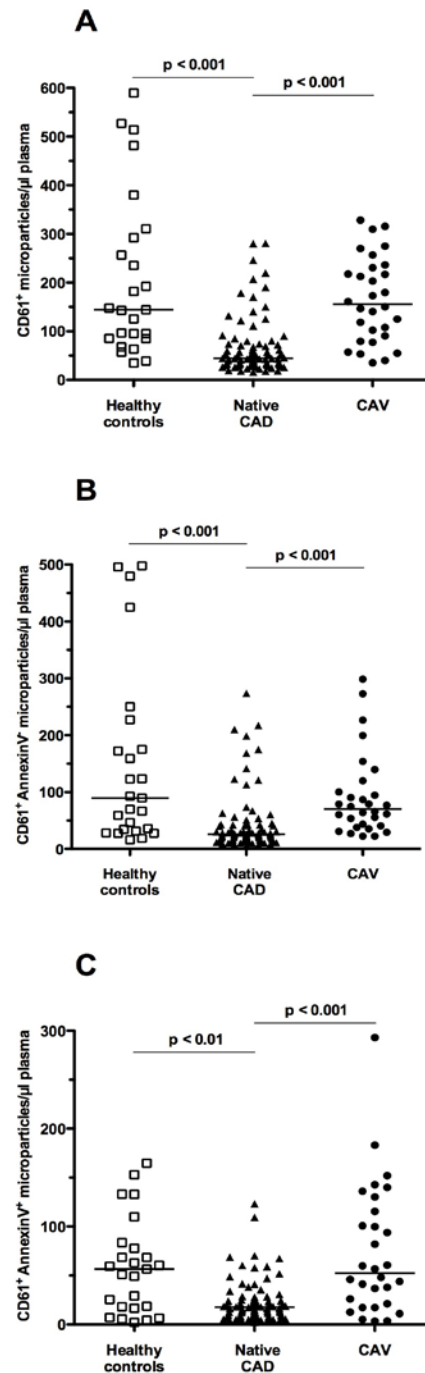 A
p < 0.001
p < 0.001
CD61⁺ microparticles/µl plasma
600
500
400
300
200
100
0
Healthy
controls
Native
CAD
CAV
B
p < 0.001
p < 0.001
CD61⁺ AnnexinV⁻ microparticles/µl plasma
500
400
300
200
100
0
Healthy
controls
Native
CAD
CAV
C
p < 0.001
p < 0.01
CD61⁺ AnnexinV⁺ microparticles/µl plasma
300
200
100
0
Healthy
controls
Native
CAD
CAV